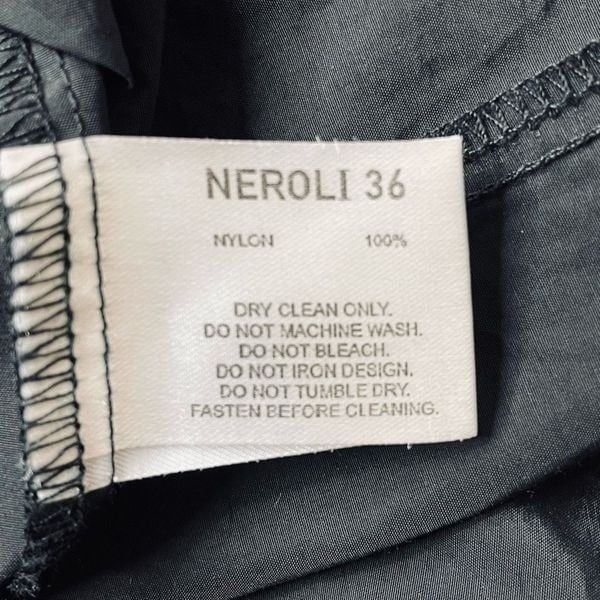 NEROLI 36
NYLON 100%
DRY CLEAN ONLY.
DO NOT MACHINE WASH.
DO NOT BLEACH.
DO NOT IRON DESIGN.
DO NOT TUMBLE DRY.
FASTEN BEFORE CLEANING.